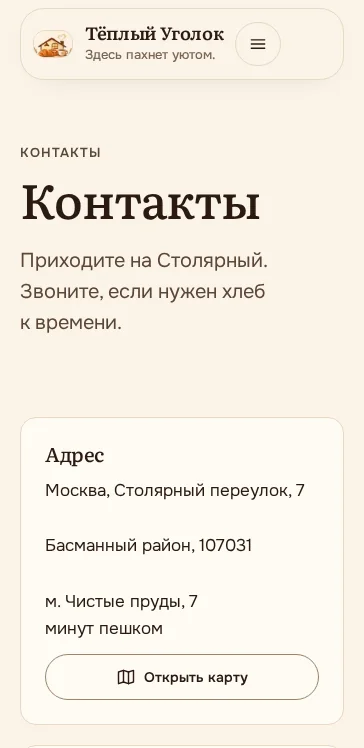 Тёплый Уголок
Здесь пахнет уютом.
КОНТАКТЫ
Контакты
Приходите на Столярный.
Звоните, если нужен хлеб
к времени.
Адрес
Москва, Столярный переулок, 7
Басманный район, 107031
м. Чистые пруды, 7
минут пешком
Открыть карту